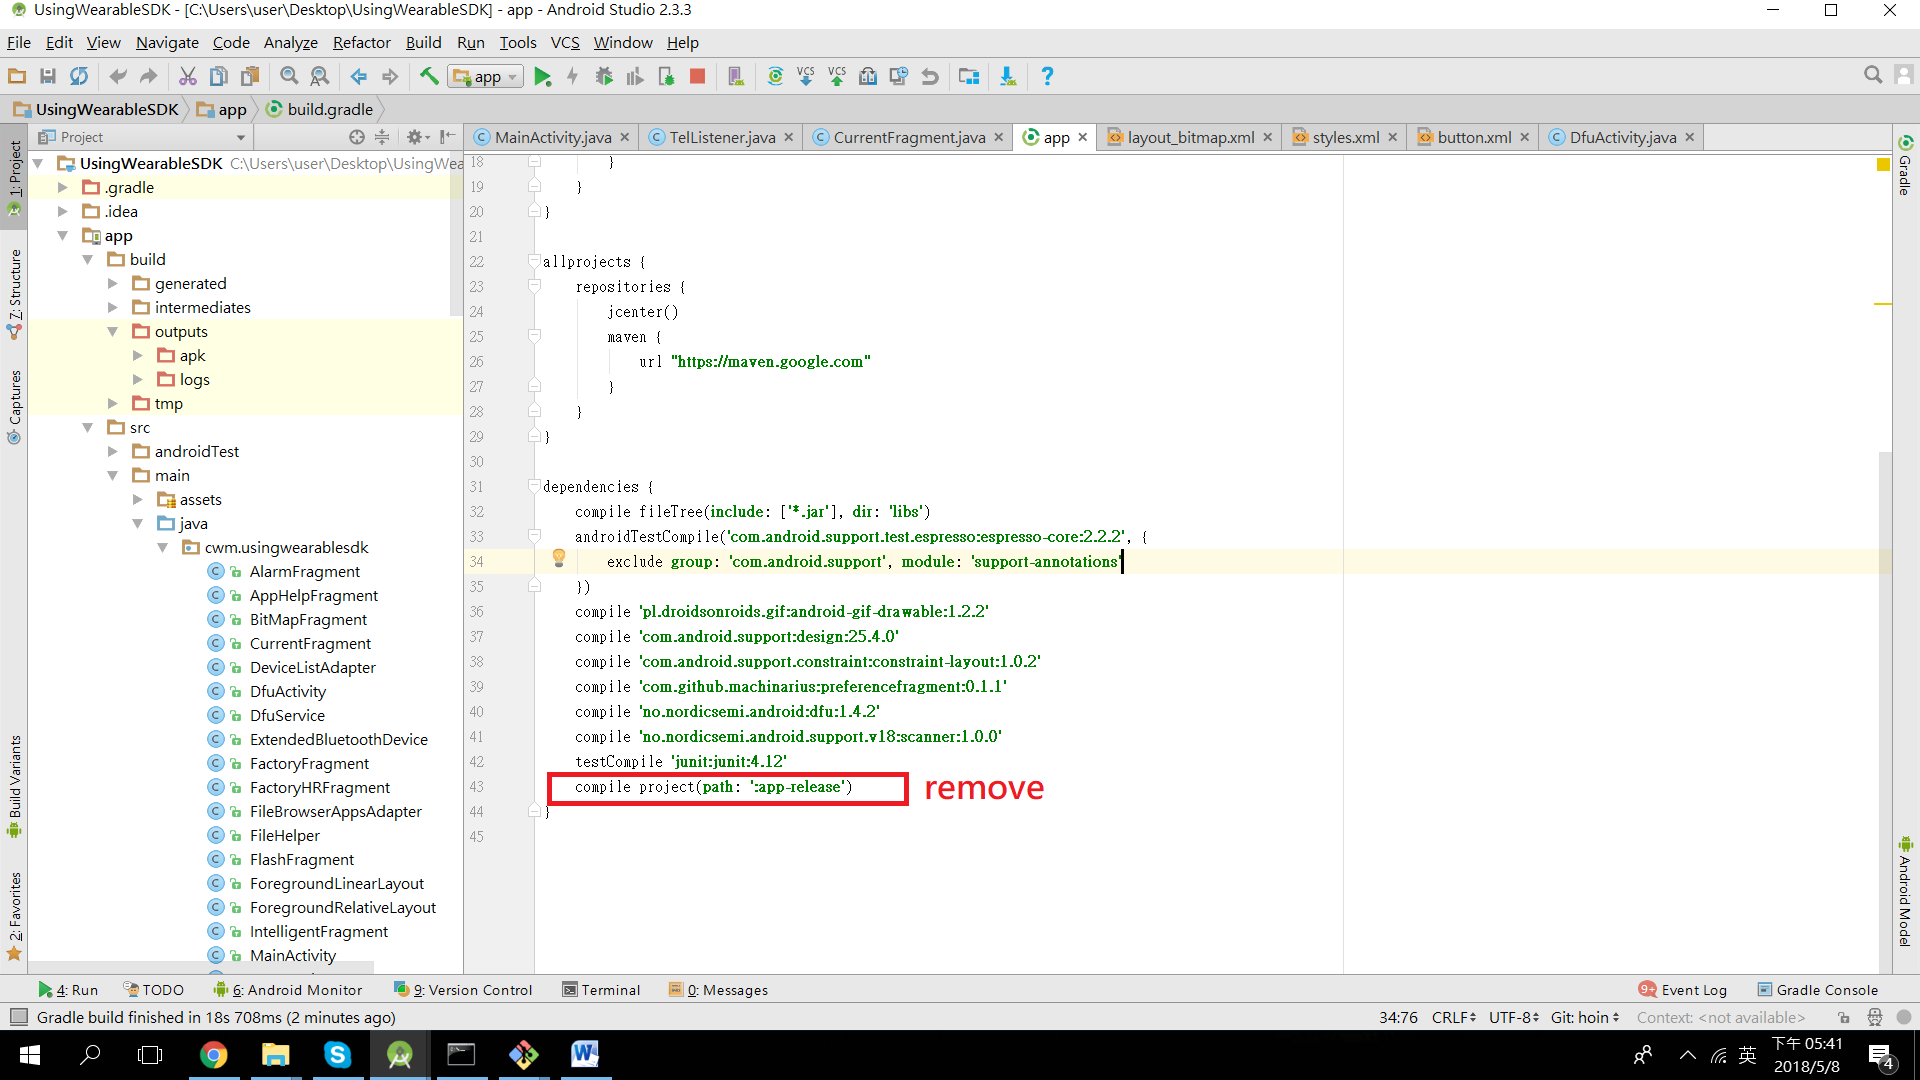 UsingWearableSDK - [C:\Users\user\Desktop\UsingWearableSDK] - app - Android Studio 2.3.3
File Edit View Navigate Code Analyze Refactor Build Run Tools VCS Window Help
app VCS VCS ?
UsingWearableSDK app build.gradle
Project MainActivity.java TelListener.java CurrentFragment.java app layout_bitmap.xml styles.xml button.xml DfuActivity.java
1: Project
Z: Structure
Captures
Build Variants
2: Favorites
UsingWearableSDK C:\Users\user\Desktop\UsingWea
.gradle
.idea
app
build
generated
intermediates
outputs
apk
logs
tmp
src
androidTest
main
assets
java
cwm.usingwearablesdk
AlarmFragment
AppHelpFragment
BitMapFragment
CurrentFragment
DeviceListAdapter
DfuActivity
DfuService
ExtendedBluetoothDevice
FactoryFragment
FactoryHRFragment
FileBrowserAppsAdapter
FileHelper
FlashFragment
ForegroundLinearLayout
ForegroundRelativeLayout
IntelligentFragment
MainActivity
18 }
19 }
20 }
21
22 allprojects {
23 repositories {
24 jcenter()
25 maven {
26 url "https://maven.google.com"
27 }
28 }
29 }
30
31 dependencies {
32 compile fileTree(include: ['*.jar'], dir: 'libs')
33 androidTestCompile('com.android.support.test.espresso:espresso-core:2.2.2', {
34 exclude group: 'com.android.support', module: 'support-annotations'
35 })
36 compile 'pl.droidsonroids.gif:android-gif-drawable:1.2.2'
37 compile 'com.android.support:design:25.4.0'
38 compile 'com.android.support.constraint:constraint-layout:1.0.2'
39 compile 'com.github.machinarius:preferencefragment:0.1.1'
40 compile 'no.nordicsemi.android:dfu:1.4.2'
41 compile 'no.nordicsemi.android.support.v18:scanner:1.0.0'
42 testCompile 'junit:junit:4.12'
43 compile project(path: ':app-release') remove
44 }
45
Gradle
Android Model
4: Run TODO 6: Android Monitor 9: Version Control Terminal 0: Messages 9+ Event Log Gradle Console
Gradle build finished in 18s 708ms (2 minutes ago) 34:76 CRLF UTF-8 Git: hoin Context: <not available>
英 下午 05:41
2018/5/8 4